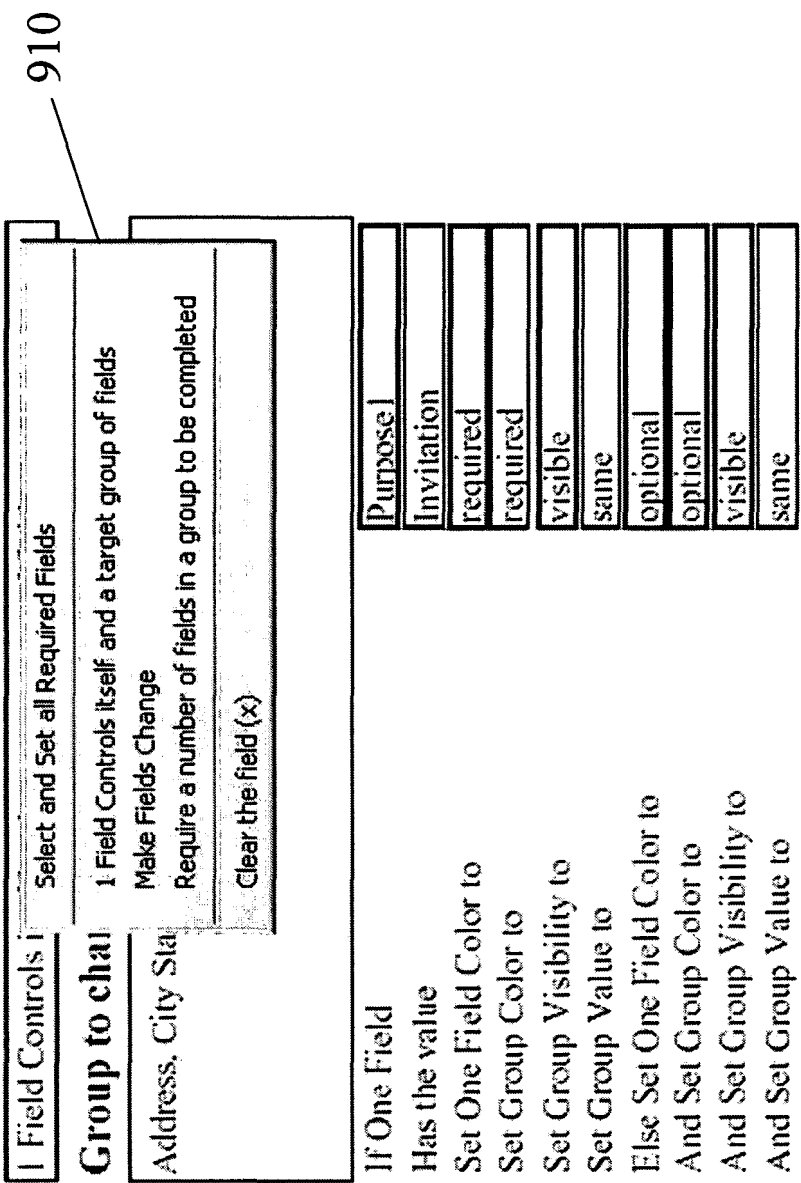 910
1 Field Controls i
Select and Set all Required Fields
Group to chan
1 Field Controls itself and a target group of fields
Make Fields Change
Address, City Sta
Require a number of fields in a group to be completed
Clear the field (x)
If One Field Purpose1
Has the value Invitation
Set One Field Color to required
Set Group Color to required
Set Group Visibility to visible
Set Group Value to same
Else Set One Field Color to optional
And Set Group Color to optional
And Set Group Visibility to visible
And Set Group Value to same